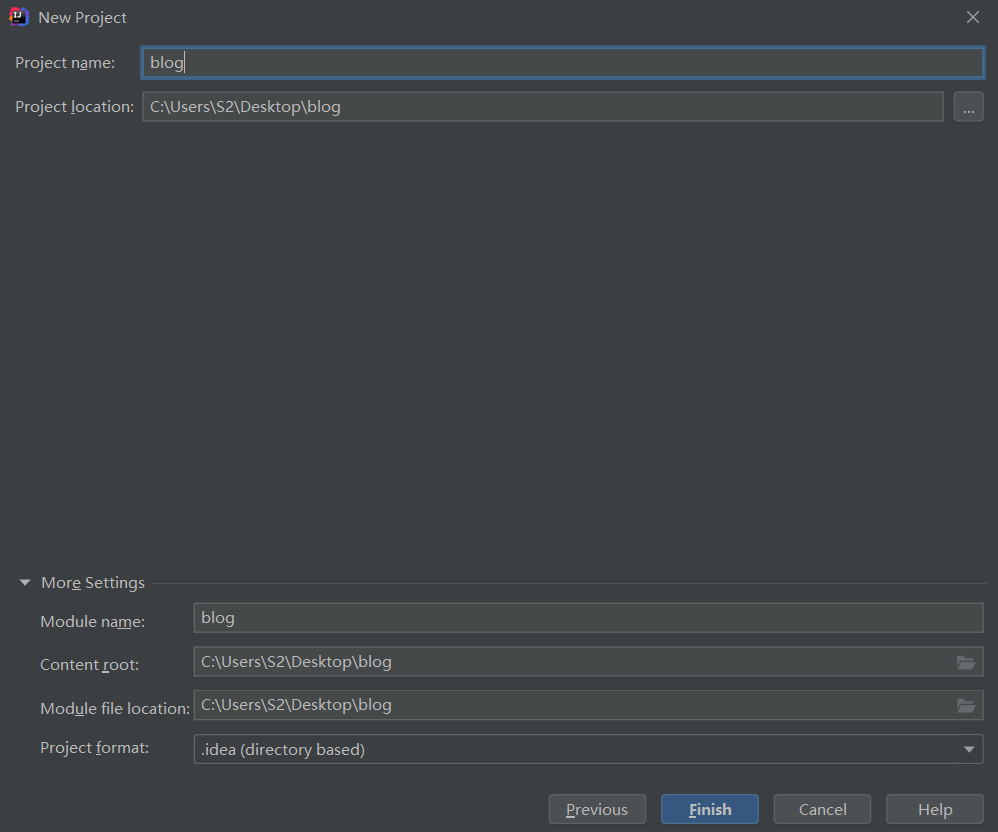 New Project
Project name: blog
Project location: C:\Users\S2\Desktop\blog ...
More Settings
Module name: blog
Content root: C:\Users\S2\Desktop\blog
Module file location: C:\Users\S2\Desktop\blog
Project format: .idea (directory based)
Previous Finish Cancel Help